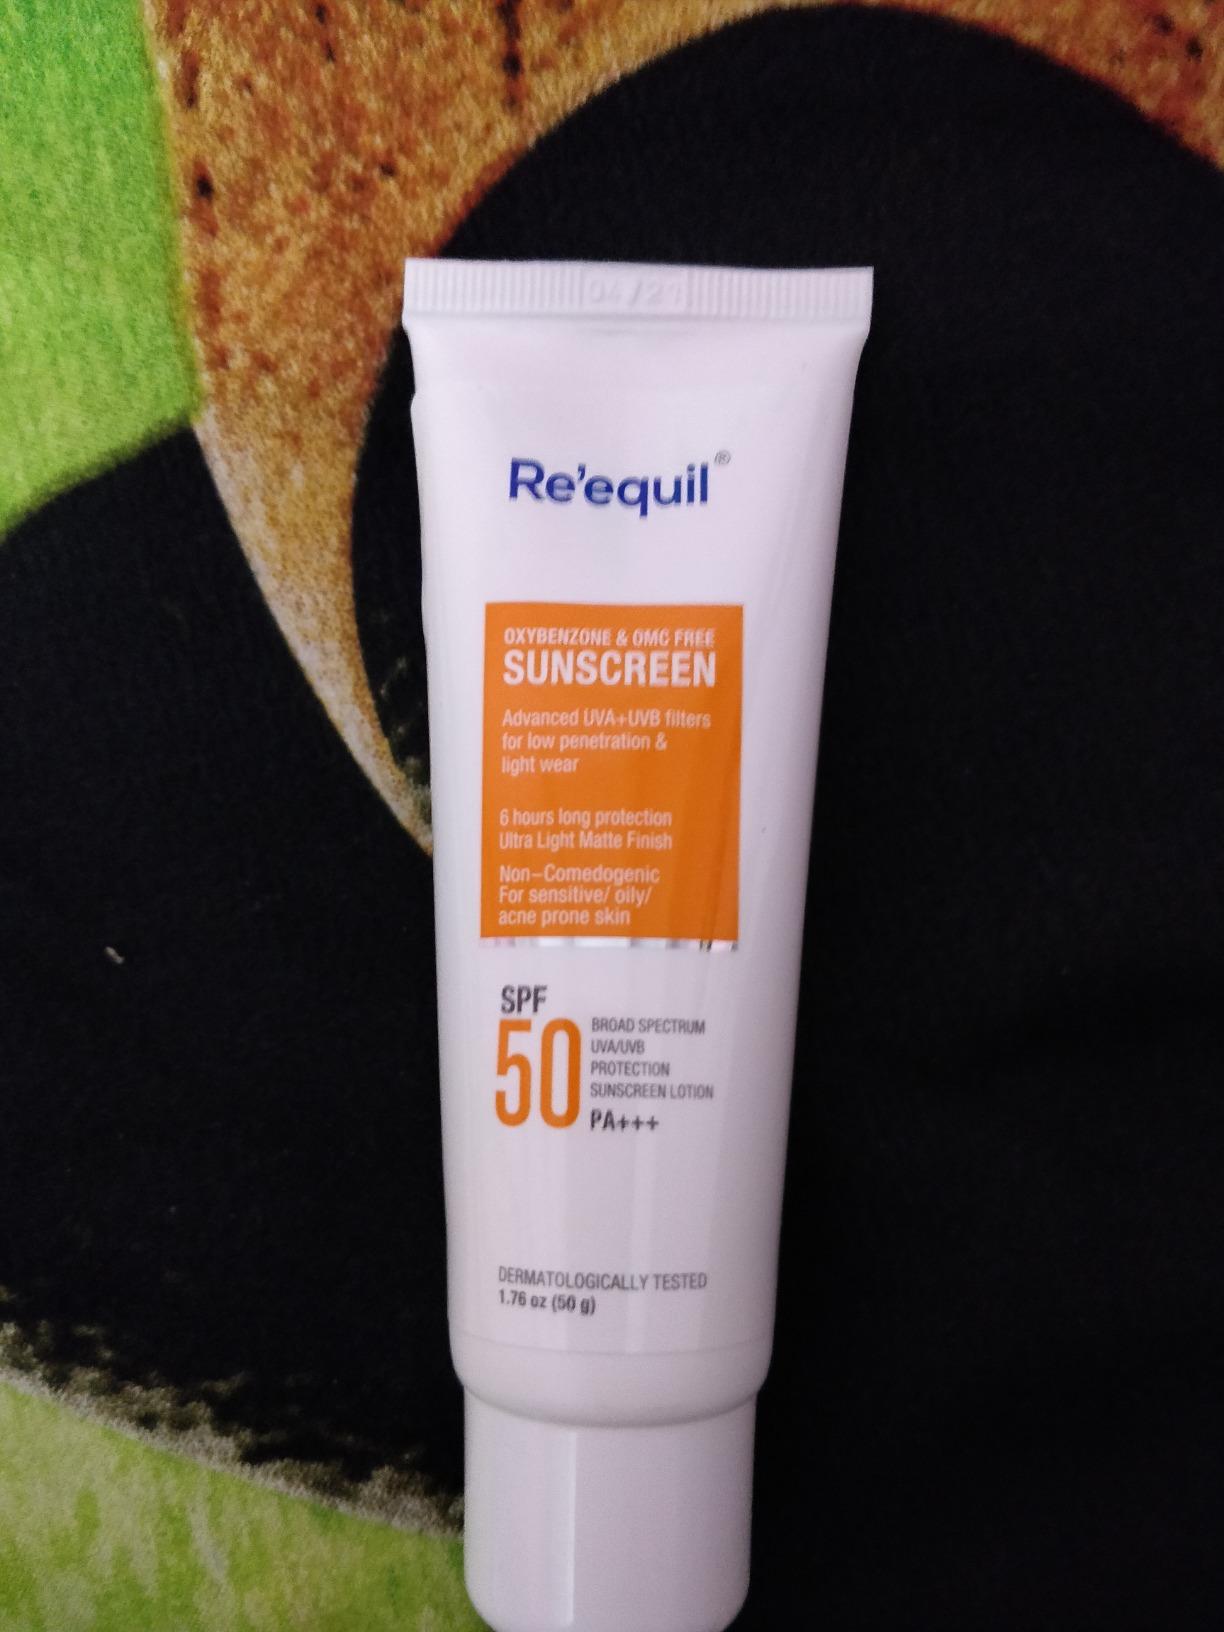 Re'equil®
OXYBENZONE & OMC FREE
SUNSCREEN
Advanced UVA+UVB filters
for low penetration &
light wear
6 hours long protection
Ultra Light Matte Finish
Non-Comedogenic
For sensitive/ oily/
acne prone skin
SPF
50
BROAD SPECTRUM
UVA/UVB
PROTECTION
SUNSCREEN LOTION
PA+++
DERMATOLOGICALLY TESTED
1.76 oz (50 g)